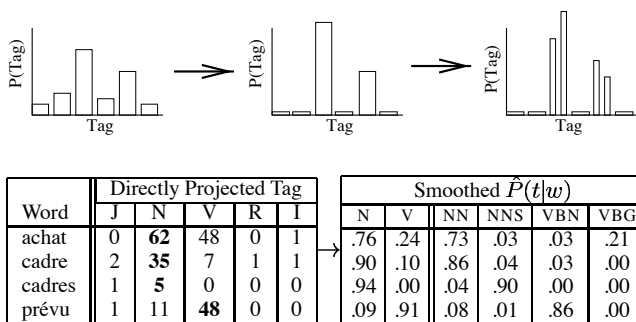 P(Tag) P(Tag) P(Tag)
Tag Tag Tag
Directly Projected Tag Smoothed P̂(t|w)
Word J N V R I N V NN NNS VBN VBG
achat 0 62 48 0 1 .76 .24 .73 .03 .03 .21
cadre 2 35 7 1 1 .90 .10 .86 .04 .03 .00
cadres 1 5 0 0 0 .94 .00 .04 .90 .00 .00
prévu 1 11 48 0 0 .09 .91 .08 .01 .86 .00